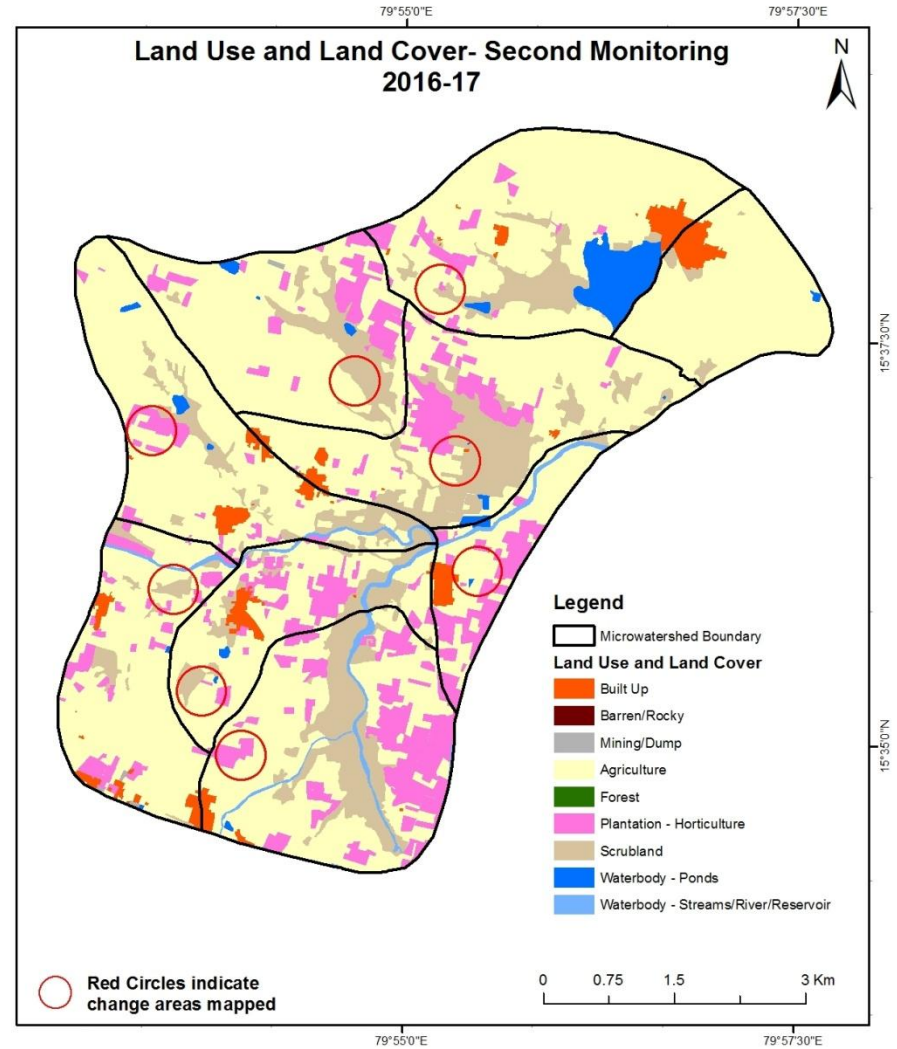 79°55'0"E 79°57'30"E
Land Use and Land Cover- Second Monitoring
2016-17
N
15°37'30"N
15°35'0"N
Legend
Microwatershed Boundary
Land Use and Land Cover
Built Up
Barren/Rocky
Mining/Dump
Agriculture
Forest
Plantation - Horticulture
Scrubland
Waterbody - Ponds
Waterbody - Streams/River/Reservoir
Red Circles indicate
change areas mapped
0 0.75 1.5 3 Km
79°55'0"E 79°57'30"E